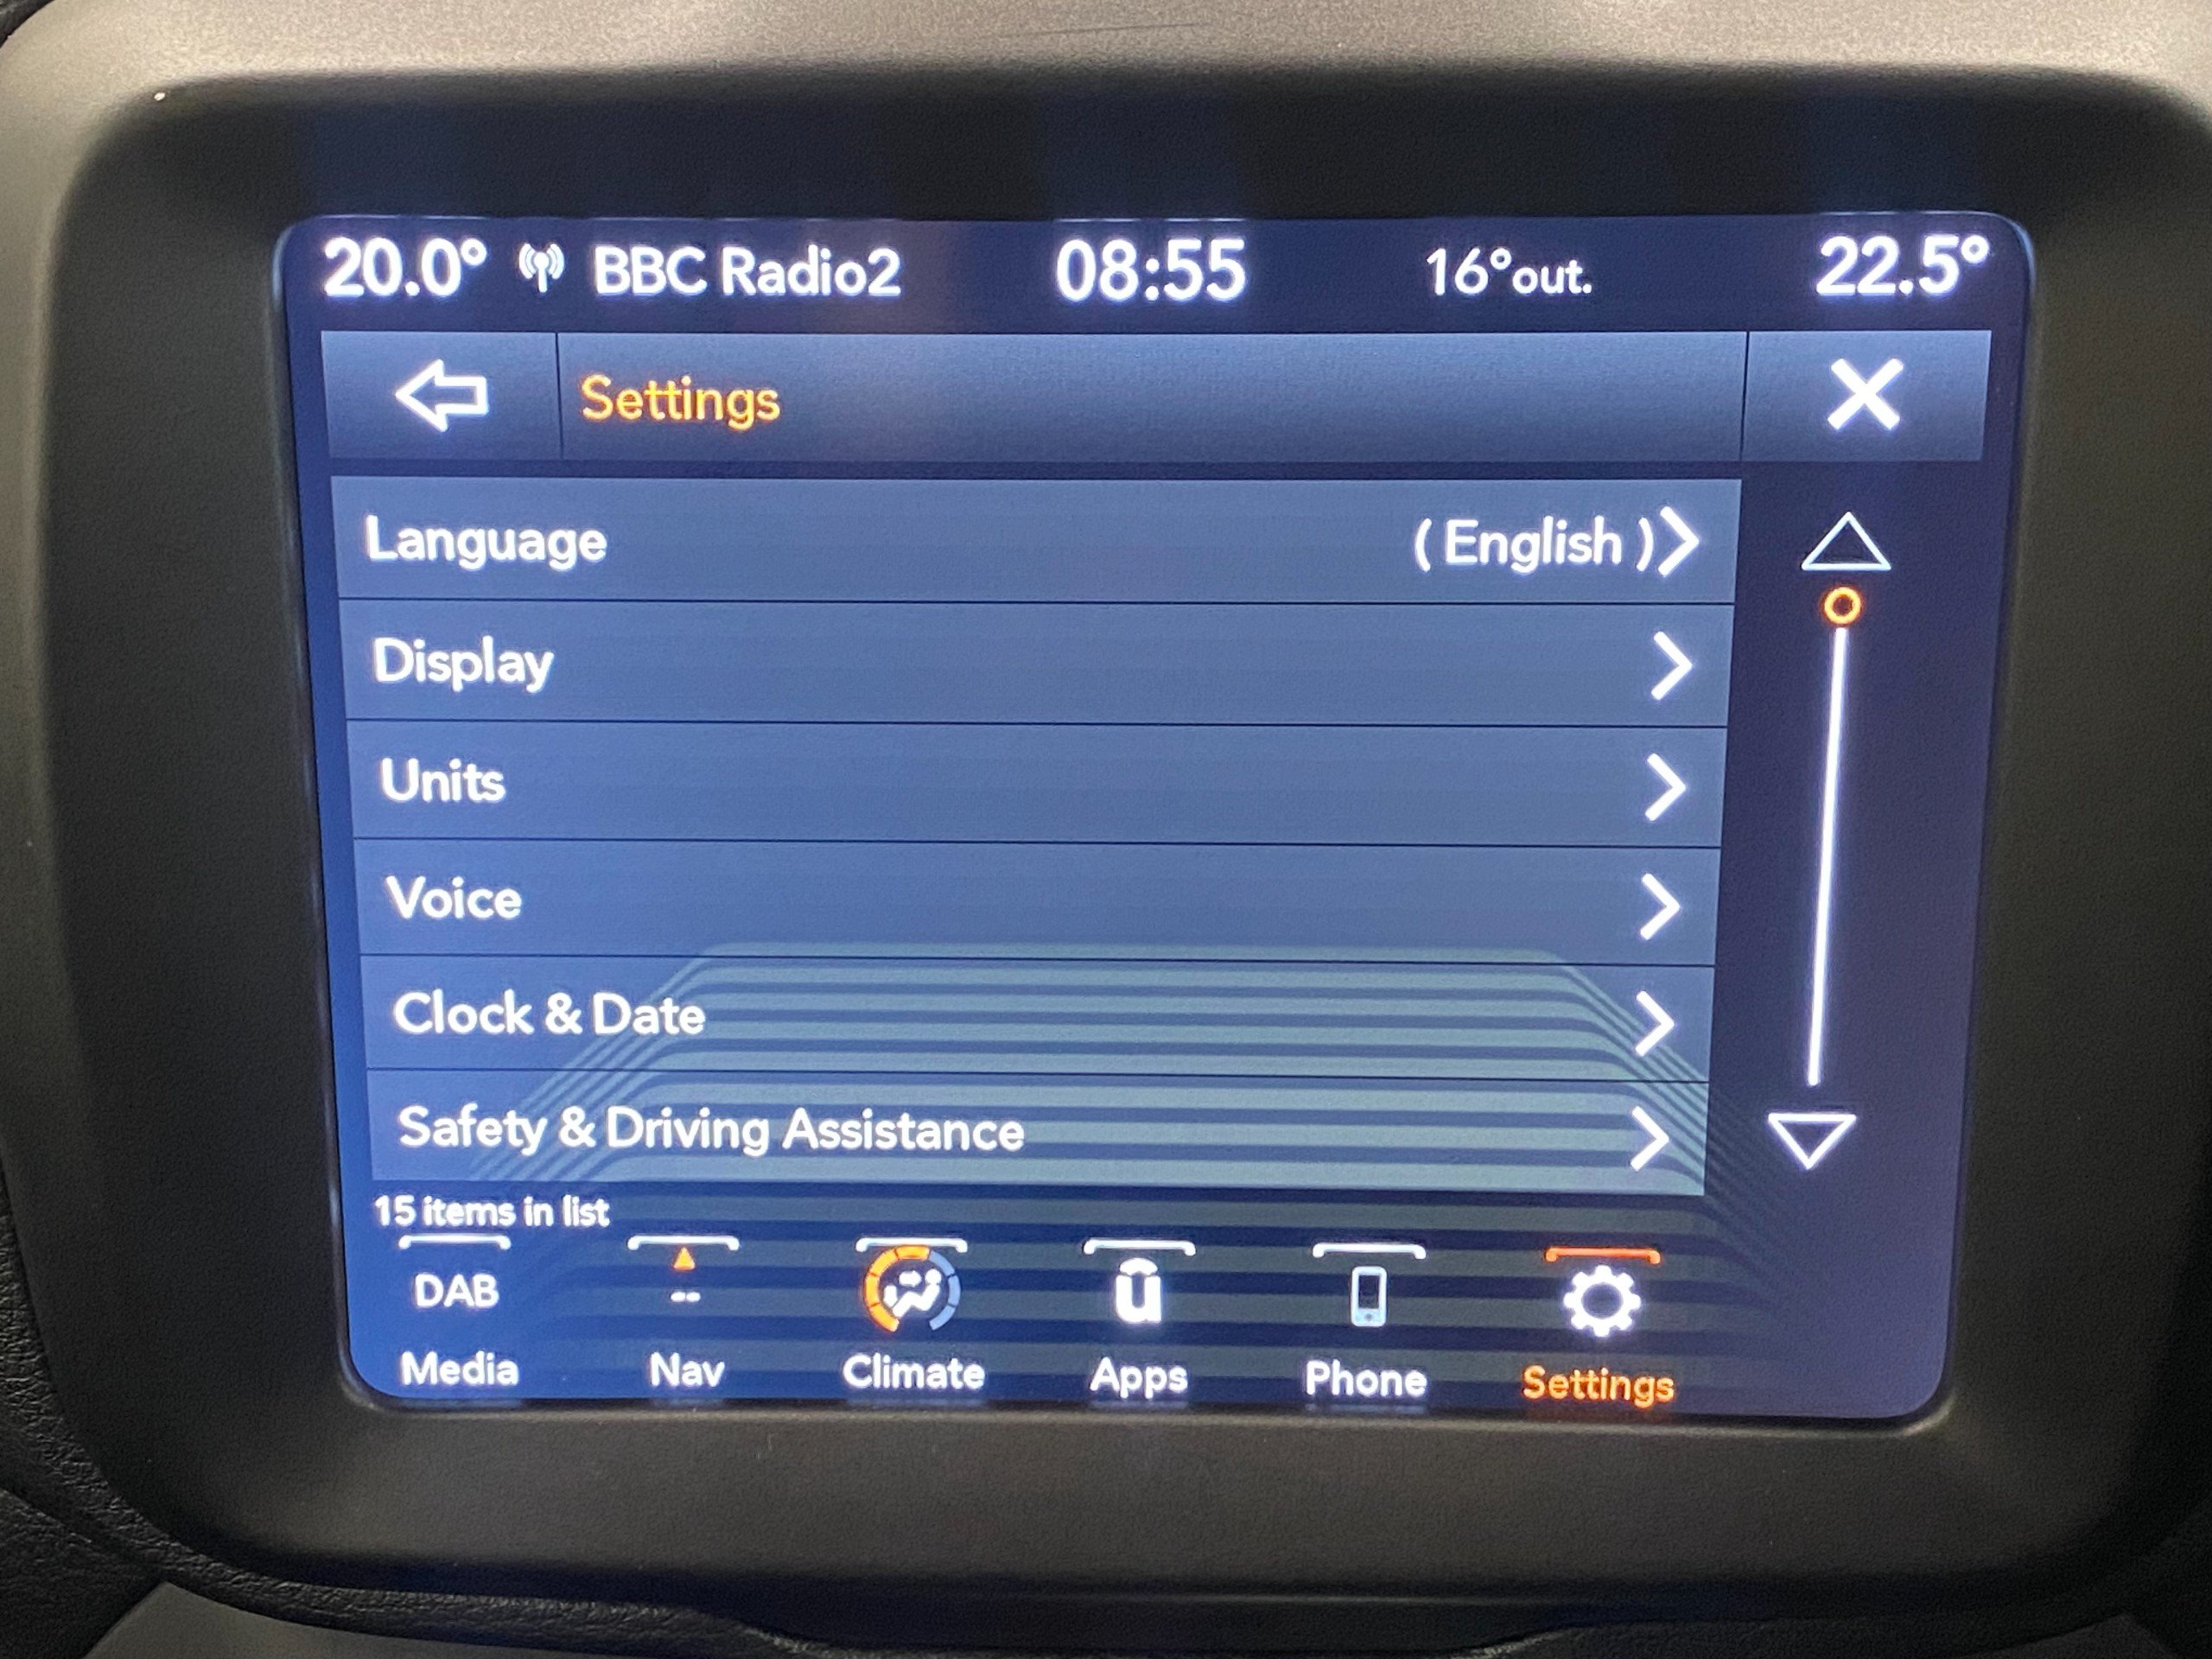 20.0° BBC Radio2 08:55 16°out. 22.5°
Settings
Language ( English )
Display
Units
Voice
Clock & Date
Safety & Driving Assistance
15 items in list
DAB -- ū
Media Nav Climate Apps Phone Settings